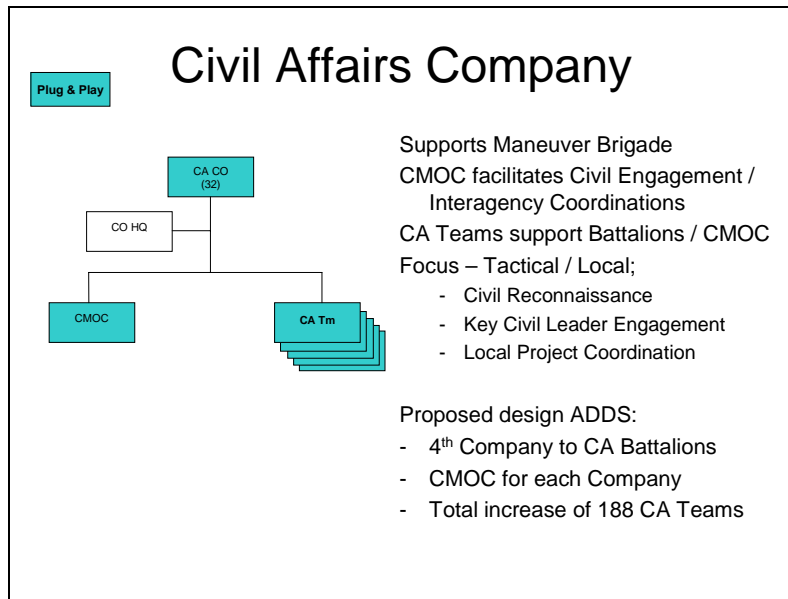 Civil Affairs Company
Plug & Play
CA CO
(32)
CO HQ
CMOC
CA Tm
Supports Maneuver Brigade
CMOC facilitates Civil Engagement /
Interagency Coordinations
CA Teams support Battalions / CMOC
Focus – Tactical / Local;
- Civil Reconnaissance
- Key Civil Leader Engagement
- Local Project Coordination
Proposed design ADDS:
- 4th Company to CA Battalions
- CMOC for each Company
- Total increase of 188 CA Teams